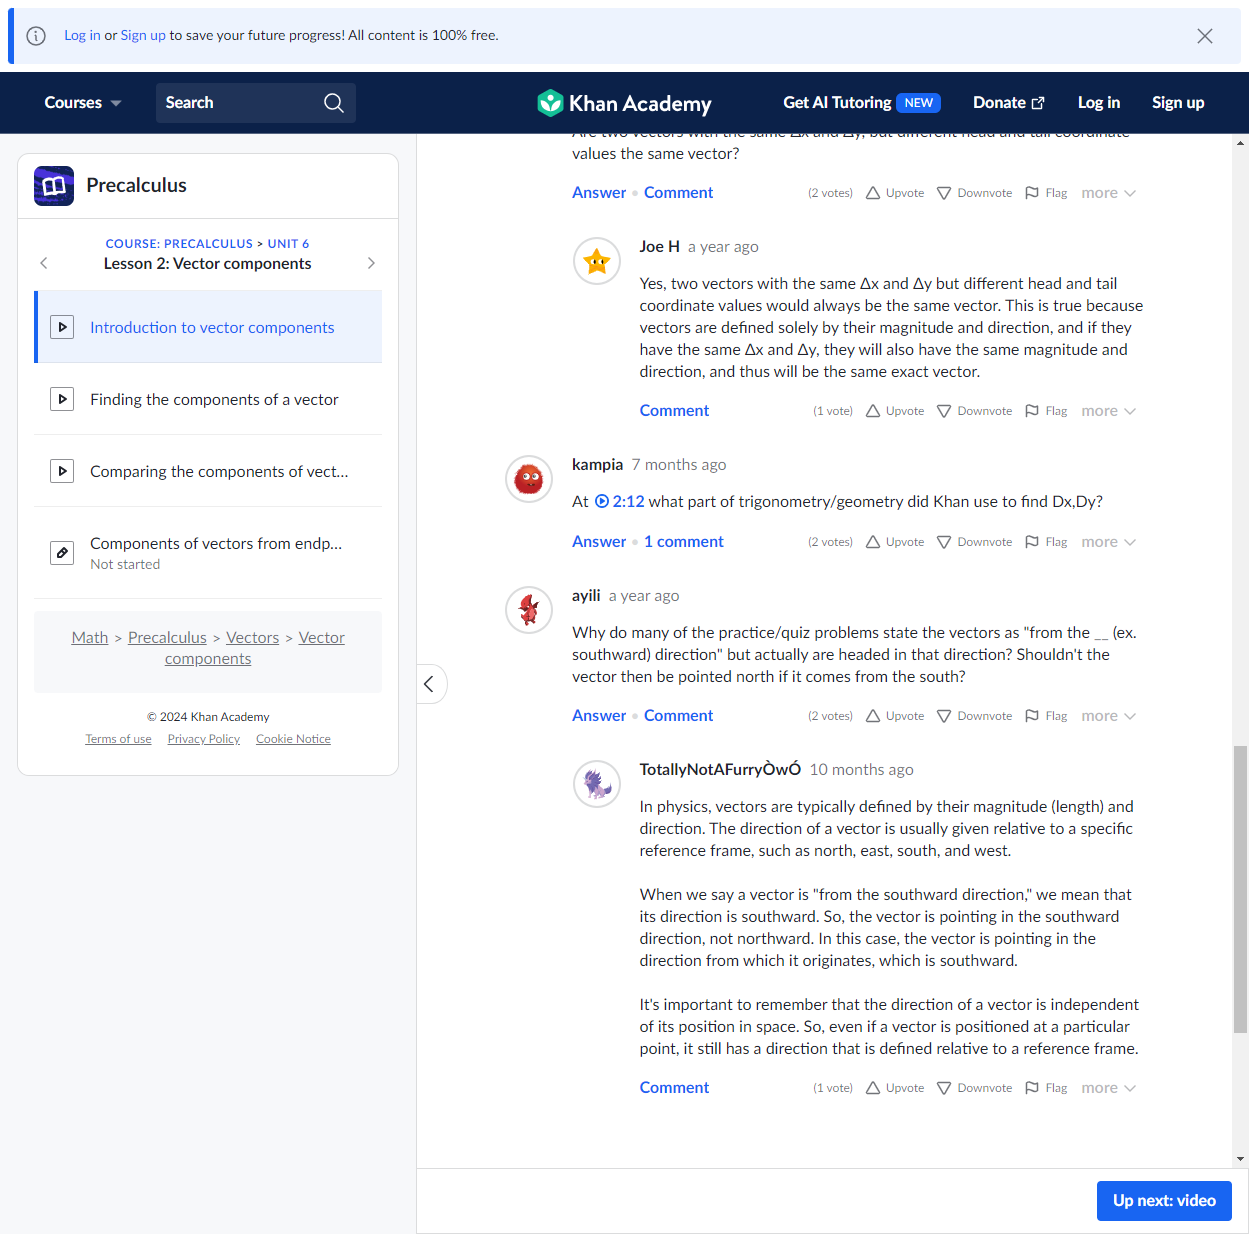 Log in or Sign up to save your future progress! All content is 100% free.
Courses
Search
Khan Academy
Get AI Tutoring NEW
Donate
Log in
Sign up
Precalculus
COURSE: PRECALCULUS > UNIT 6
Lesson 2: Vector components
Introduction to vector components
Finding the components of a vector
Comparing the components of vect...
Components of vectors from endp...
Not started
Math > Precalculus > Vectors > Vector
components
© 2024 Khan Academy
Terms of use Privacy Policy Cookie Notice
Are two vectors with the same Δx and Δy, but different head and tail coordinate
values the same vector?
Answer • Comment (2 votes) Upvote Downvote Flag more
Joe H a year ago
Yes, two vectors with the same Δx and Δy but different head and tail
coordinate values would always be the same vector. This is true because
vectors are defined solely by their magnitude and direction, and if they
have the same Δx and Δy, they will also have the same magnitude and
direction, and thus will be the same exact vector.
Comment (1 vote) Upvote Downvote Flag more
kampia 7 months ago
At 2:12 what part of trigonometry/geometry did Khan use to find Dx,Dy?
Answer • 1 comment (2 votes) Upvote Downvote Flag more
ayili a year ago
Why do many of the practice/quiz problems state the vectors as "from the __ (ex.
southward) direction" but actually are headed in that direction? Shouldn't the
vector then be pointed north if it comes from the south?
Answer • Comment (2 votes) Upvote Downvote Flag more
TotallyNotAFurryÒwÓ 10 months ago
In physics, vectors are typically defined by their magnitude (length) and
direction. The direction of a vector is usually given relative to a specific
reference frame, such as north, east, south, and west.
When we say a vector is "from the southward direction," we mean that
its direction is southward. So, the vector is pointing in the southward
direction, not northward. In this case, the vector is pointing in the
direction from which it originates, which is southward.
It's important to remember that the direction of a vector is independent
of its position in space. So, even if a vector is positioned at a particular
point, it still has a direction that is defined relative to a reference frame.
Comment (1 vote) Upvote Downvote Flag more
Up next: video